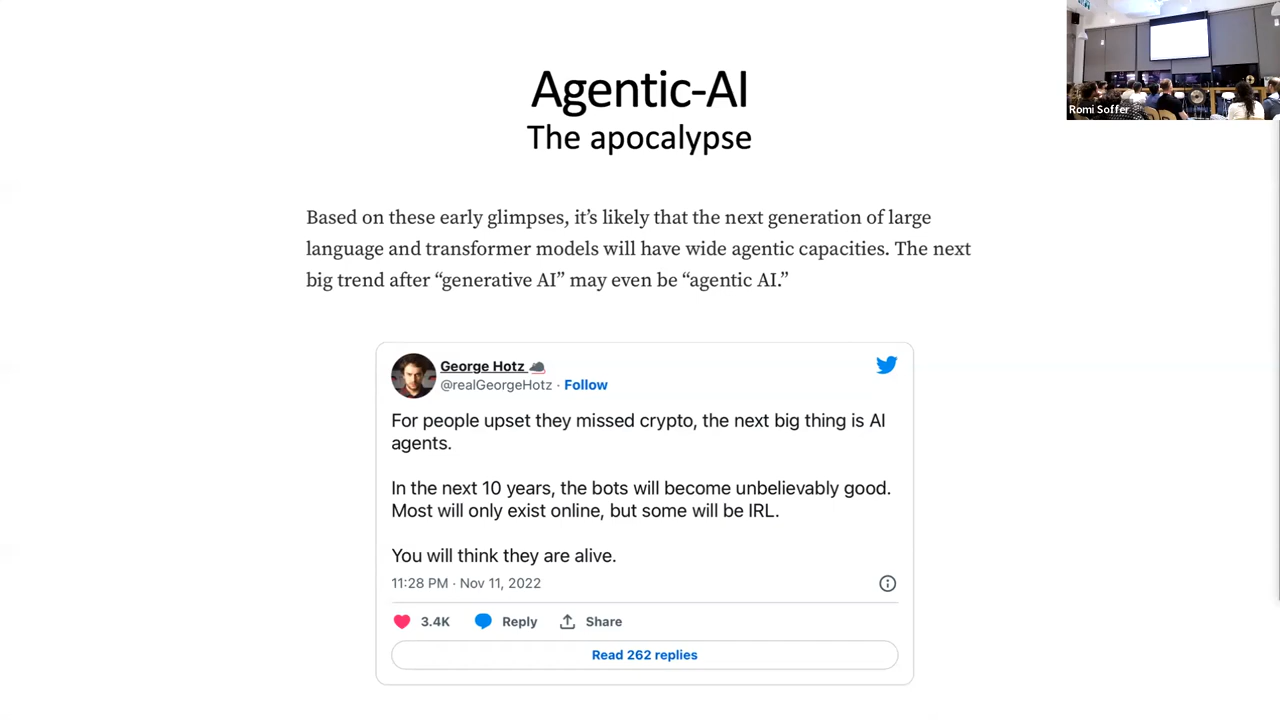 Agentic-AI
The apocalypse
Romi Soffer
Based on these early glimpses, it’s likely that the next generation of large
language and transformer models will have wide agentic capacities. The next
big trend after “generative AI” may even be “agentic AI.”
George Hotz
@realGeorgeHotz · Follow
For people upset they missed crypto, the next big thing is AI
agents.
In the next 10 years, the bots will become unbelievably good.
Most will only exist online, but some will be IRL.
You will think they are alive.
11:28 PM · Nov 11, 2022
3.4K Reply Share
Read 262 replies